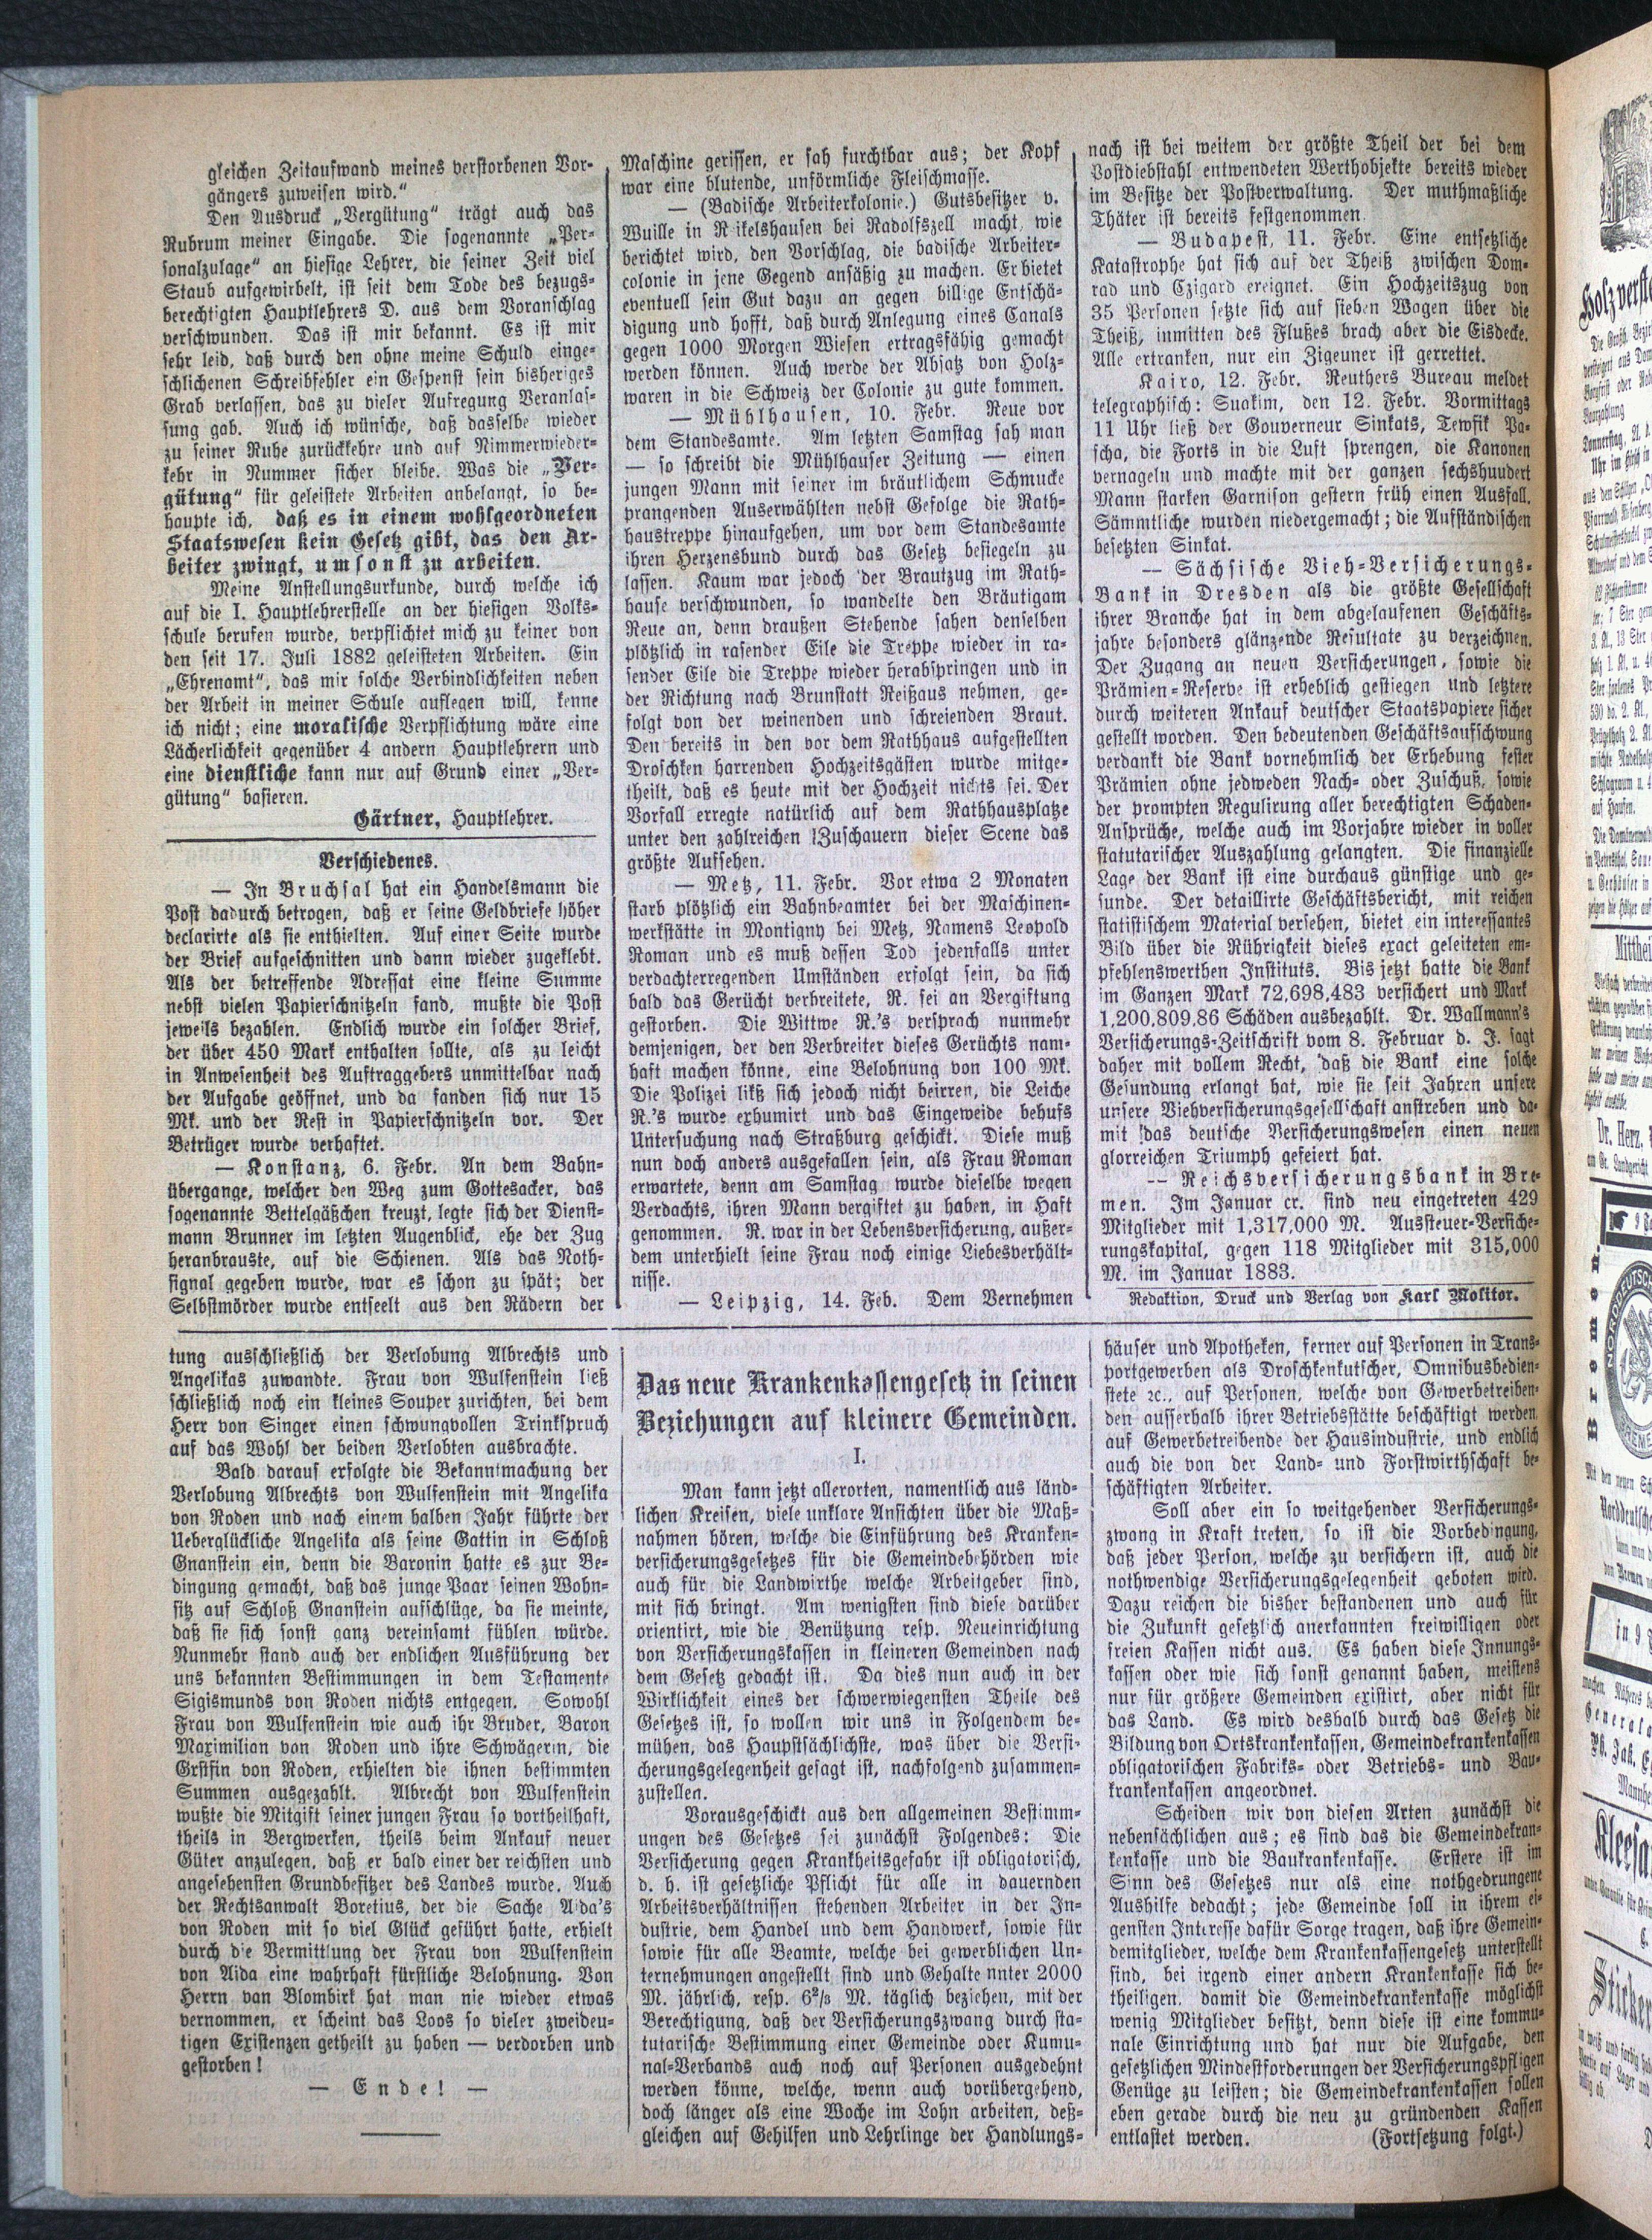 gleichen Zeitaufwand meines verstorbenen Vor-
gängers zuweisen wird.“
Den Ausdruck „Vergütung“ trägt auch das
Rubrum meiner Eingabe. Die sogenannte „Per-
sonalzulage“ an hiesige Lehrer, die seiner Zeit viel
Staub aufgewirbelt, ist seit dem Tode des bezugs-
berechtigten Hauptlehrers D. aus dem Voranschlag
verschwunden. Das ist mir bekannt. Es ist mir
sehr leid, daß durch den ohne meine Schuld einge-
schlichenen Schreibfehler ein Gespenst sein bisheriges
Grab verlassen, das zu vieler Aufregung Veranlas-
sung gab. Auch ich wünsche, daß dasselbe wieder
zu seiner Ruhe zurückkehre und auf Nimmerwieder-
kehr in Nummer sicher bleibe. Was die „Ver-
gütung“ für geleistete Arbeiten anbelangt, so be-
haupte ich, daß es in einem wohlgeordneten
Staatswesen kein Gesetz gibt, das den Ar-
beiter zwingt, umsonst zu arbeiten.
Meine Anstellungsurkunde, durch welche ich
auf die I. Hauptlehrerstelle an der hiesigen Volks-
schule berufen wurde, verpflichtet mich zu keiner von
den seit 17. Juli 1882 geleisteten Arbeiten. Ein
„Ehrenamt“, das mir solche Verbindlichkeiten neben
der Arbeit in meiner Schule auflegen will, kenne
ich nicht; eine moralische Verpflichtung wäre eine
Lächerlichkeit gegenüber 4 andern Hauptlehrern und
eine dienstliche kann nur auf Grund einer „Ver-
gütung“ basieren.
Gärtner, Hauptlehrer.
Verschiedenes.
— In Bruchsal hat ein Handelsmann die
Post dadurch betrogen, daß er seine Geldbriefe höher
declarirte als sie enthielten. Auf einer Seite wurde
der Brief aufgeschnitten und dann wieder zugeklebt.
Als der betreffende Adressat eine kleine Summe
nebst vielen Papierschnitzeln fand, mußte die Post
jeweils bezahlen. Endlich wurde ein solcher Brief,
der über 450 Mark enthalten sollte, als zu leicht
in Anwesenheit des Auftraggebers unmittelbar nach
der Aufgabe geöffnet, und da fanden sich nur 15
Mk. und der Rest in Papierschnitzeln vor. Der
Betrüger wurde verhaftet.
— Konstanz, 6. Febr. An dem Bahn-
übergange, welcher den Weg zum Gottesacker, das
sogenannte Bettelgäßchen kreuzt, legte sich der Dienst-
mann Brunner im letzten Augenblick, ehe der Zug
heranbrauste, auf die Schienen. Als das Noth-
signal gegeben wurde, war es schon zu spät; der
Selbstmörder wurde entseelt aus den Rädern der
Maschine gerissen, er sah furchtbar aus; der Kopf
war eine blutende, unförmliche Fleischmasse.
— (Badische Arbeiterkolonie.) Gutsbesitzer v.
Wuille in Rikelshausen bei Radolfszell macht, wie
berichtet wird, den Vorschlag, die badische Arbeiter-
colonie in jene Gegend ansäßig zu machen. Er bietet
eventuell sein Gut dazu an gegen billige Entschä-
digung und hofft, daß durch Anlegung eines Canals
gegen 1000 Morgen Wiesen ertragsfähig gemacht
werden können. Auch werde der Absatz von Holz-
waren in die Schweiz der Colonie zu gute kommen.
— Mühlhausen, 10. Febr. Reue vor
dem Standesamte. Am letzten Samstag sah man
— so schreibt die Mühlhauser Zeitung — einen
jungen Mann mit seiner im bräutlichem Schmucke
prangenden Auserwählten nebst Gefolge die Rath-
haustreppe hinaufgehen, um vor dem Standesamte
ihren Herzensbund durch das Gesetz besiegeln zu
lassen. Kaum war jedoch der Brautzug im Rath-
hause verschwunden, so wandelte den Bräutigam
Reue an, denn draußen Stehende sahen denselben
plötzlich in rasender Eile die Treppe wieder in ra-
sender Eile die Treppe wieder herabspringen und in
der Richtung nach Brunstatt Reißaus nehmen, ge-
folgt von der weinenden und schreienden Braut.
Den bereits in den vor dem Rathhaus aufgestellten
Droschken harrenden Hochzeitsgästen wurde mitge-
theilt, daß es heute mit der Hochzeit nichts sei. Der
Vorfall erregte natürlich auf dem Rathhausplatze
unter den zahlreichen Zuschauern dieser Scene das
größte Aufsehen.
— Metz, 11. Febr. Vor etwa 2 Monaten
starb plötzlich ein Bahnbeamter bei der Maschinen-
werkstätte in Montigny bei Metz, Namens Leopold
Roman und es muß dessen Tod jedenfalls unter
verdachterregenden Umständen erfolgt sein, da sich
bald das Gerücht verbreitete, R. sei an Vergiftung
gestorben. Die Wittwe R.'s versprach nunmehr
demjenigen, der den Verbreiter dieses Gerüchts nam-
haft machen könne, eine Belohnung von 100 Mk.
Die Polizei likß sich jedoch nicht beirren, die Leiche
R.'s wurde exhumirt und das Eingeweide behufs
Untersuchung nach Straßburg geschickt. Diese muß
nun doch anders ausgefallen sein, als Frau Roman
erwartete, denn am Samstag wurde dieselbe wegen
Verdachts, ihren Mann vergiftet zu haben, in Haft
genommen. R. war in der Lebensversicherung, außer-
dem unterhielt seine Frau noch einige Liebesverhält-
nisse.
— Leipzig, 14. Feb. Dem Vernehmen
nach ist bei weitem der größte Theil der bei dem
Postdiebstahl entwendeten Werthobjekte bereits wieder
im Besitze der Postverwaltung. Der muthmaßliche
Thäter ist bereits festgenommen.
— Budapest, 11. Febr. Eine entsetzliche
Katastrophe hat sich auf der Theiß zwischen Dom-
rad und Czigard ereignet. Ein Hochzeitszug von
35 Personen setzte sich auf sieben Wagen über die
Theiß, inmitten des Flußes brach aber die Eisdecke.
Alle ertranken, nur ein Zigeuner ist gerrettet.
Kairo, 12. Febr. Reuthers Bureau meldet
telegraphisch: Suakim, den 12. Febr. Vormittags
11 Uhr ließ der Gouverneur Sinkats, Tewfik Pa-
scha, die Forts in die Luft sprengen, die Kanonen
vernageln und machte mit der ganzen sechshundert
Mann starken Garnison gestern früh einen Ausfall.
Sämmtliche wurden niedergemacht; die Aufständischen
besetzten Sinkat.
— Sächsische Vieh-Versicherungs-
Bank in Dresden als die größte Gesellschaft
ihrer Branche hat in dem abgelaufenen Geschäfts-
jahre besonders glänzende Resultate zu verzeichnen.
Der Zugang an neuen Versicherungen, sowie die
Prämien-Reserve ist erheblich gestiegen und letztere
durch weiteren Ankauf deutscher Staatspapiere sicher
gestellt worden. Den bedeutenden Geschäftsaufschwung
verdankt die Bank vornehmlich der Erhebung fester
Prämien ohne jedweden Nach- oder Zuschuß, sowie
der prompten Regulirung aller berechtigten Schaden-
Ansprüche, welche auch im Vorjahre wieder in voller
statutarischer Auszahlung gelangten. Die finanzielle
Lage der Bank ist eine durchaus günstige und ge-
sunde. Der detaillirte Geschäftsbericht, mit reichen
statistischem Material versehen, bietet ein interessantes
Bild über die Rührigkeit dieses exact geleiteten em-
pfehlenswerthen Instituts. Bis jetzt hatte die Bank
im Ganzen Mark 72,698,483 versichert und Mark
1,200,809,86 Schäden ausbezahlt. Dr. Wallmann's
Versicherungs-Zeitschrift vom 8. Februar d. J. sagt
daher mit vollem Recht, daß die Bank eine solche
Gesundung erlangt hat, wie sie seit Jahren unsere
unsere Viehversicherungsgesellschaft anstreben und da-
mit das deutsche Versicherungswesen einen neuen
glorreichen Triumph gefeiert hat.
— Reichsversicherungsbank in Bre-
men. Im Januar cr. sind neu eingetreten 429
Mitglieder mit 1,317,000 M. Aussteuer-Versiche-
rungskapital, gegen 118 Mitglieder mit 315,000
M. im Januar 1883.
Redaktion, Druck und Verlag von Karl Molitor.
tung ausschließlich der Verlobung Albrechts und
Angelikas zuwandte. Frau von Wulfenstein ließ
schließlich noch ein kleines Souper zurichten, bei dem
Herr von Singer einen schwungvollen Trinkspruch
auf das Wohl der beiden Verlobten ausbrachte.
Bald darauf erfolgte die Bekanntmachung der
Verlobung Albrechts von Wulfenstein mit Angelika
von Roden und nach einem halben Jahr führte der
Ueberglückliche Angelika als seine Gattin in Schloß
Gnanstein ein, denn die Baronin hatte es zur Be-
dingung gemacht, daß das junge Paar seinen Wohn-
sitz auf Schloß Gnanstein aufschlüge, da sie meinte,
daß sie sich sonst ganz vereinsamt fühlen würde.
Nunmehr stand auch der endlichen Ausführung der
uns bekannten Bestimmungen in dem Testamente
Sigismunds von Roden nichts entgegen. Sowohl
Frau von Wulfenstein wie auch ihr Bruder, Baron
Maximilian von Roden und ihre Schwägerin, die
Grsfin von Roden, erhielten die ihnen bestimmten
Summen ausgezahlt. Albrecht von Wulfenstein
wußte die Mitgift seiner jungen Frau so vortheilhaft,
theils in Bergwerken, theils beim Ankauf neuer
Güter anzulegen, daß er bald einer der reichsten und
angesehensten Grundbesitzer des Landes wurde. Auch
der Rechtsanwalt Boretius, der die Sache Aida's
von Roden mit so viel Glück geführt hatte, erhielt
durch die Vermittlung der Frau von Wulfenstein
von Aida eine wahrhaft fürstliche Belohnung. Von
Herrn van Blombirk hat man nie wieder etwas
vernommen, er scheint das Loos so vieler zweideu-
tigen Existenzen getheilt zu haben — verdorben und
gestorben!
— Ende! —
Das neue Krankenkassengesetz in seinen
Beziehungen auf kleinere Gemeinden.
I.
Man kann jetzt allerorten, namentlich aus länd-
lichen Kreisen, viele unklare Ansichten über die Maß-
nahmen hören, welche die Einführung des Kranken-
versicherungsgesetzes für die Gemeindebehörden wie
auch für die Landwirthe welche Arbeitgeber sind,
mit sich bringt. Am wenigsten sind diese darüber
orientirt, wie die Benützung resp. Neueinrichtung
von Versicherungskassen in kleineren Gemeinden nach
dem Gesetz gedacht ist. Da dies nun auch in der
Wirklichkeit eines der schwerwiegensten Theile des
Gesetzes ist, so wollen wir uns in Folgendem be-
mühen, das Hauptsächlichste, was über die Versi-
cherungsgelegenheit gesagt ist, nachfolgend zusammen-
zustellen.
Vorausgeschickt aus den allgemeinen Bestimm-
ungen des Gesetzes sei zunächst Folgendes: Die
Versicherung gegen Krankheitsgefahr ist obligatorisch,
d. h. ist gesetzliche Pflicht für alle in dauernden
Arbeitsverhältnissen stehenden Arbeiter in der In-
dustrie, dem Handel und dem Handwerk, sowie für
sowie für alle Beamte, welche bei gewerblichen Un-
ternehmungen angestellt sind und Gehalte nnter 2000
M. jährlich, resp. 6⅔ M. täglich beziehen, mit der
Berechtigung, daß der Versicherungszwang durch sta-
tutarische Bestimmung einer Gemeinde oder Kumu-
nal-Verbands auch noch auf Personen ausgedehnt
werden könne, welche, wenn auch vorübergehend,
doch länger als eine Woche im Lohn arbeiten, deß-
gleichen auf Gehilfen und Lehrlinge der Handlungs-
häuser und Apotheken, ferner auf Personen in Trans-
portgewerben als Droschkenkutscher, Omnibusbedien-
stete ꝛc., auf Personen, welche von Gewerbetreiben-
den ausserhalb ihrer Betriebsstätte beschäftigt werden,
auf Gewerbetreibende der Hausindustrie, und endlich
auch die von der Land- und Forstwirthschaft be-
schäftigten Arbeiter.
Soll aber ein so weitgehender Versicherungs-
zwang in Kraft treten, so ist die Vorbedingung,
daß jeder Person, welche zu versichern ist, auch die
nothwendige Versicherungsgelegenheit geboten wird.
Dazu reichen die bisher bestandenen und auch für
die Zukunft gesetzlich anerkannten freiwilligen oder
freien Kassen nicht aus. Es haben diese Innungs-
kassen oder wie sich sonst genannt haben, meistens
nur für größere Gemeinden existirt, aber nicht für
das Land. Es wird deshalb durch das Gesetz die
Bildung von Ortskrankenkassen, Gemeindekrankenkassen
obligatorischen Fabriks- oder Betriebs- und Bau-
krankenkassen angeordnet.
Scheiden wir von diesen Arten zunächst die
nebensächlichen aus; es sind das die Gemeindekran-
kenkasse und die Baukrankenkasse. Erstere ist im
Sinn des Gesetzes nur als eine nothgedrungene
Aushilfe bedacht; jede Gemeinde soll in ihrem ei-
gensten Interesse dafür Sorge tragen, daß ihre Gemein-
demitglieder, welche dem Krankenkassengesetz unterstellt
sind, bei irgend einer andern Krankenkasse sich be-
theiligen. damit die Gemeindekrankenkasse möglichst
wenig Mitglieder besitzt, denn diese ist eine kommu-
nale Einrichtung und hat nur die Aufgabe, den
gesetzlichen Mindestforderungen der Versicherungspfligen
Genüge zu leisten; die Gemeindekrankenkassen sollen
eben gerade durch die neu zu gründenden Kassen
entlastet werden. (Fortsetzung folgt.)